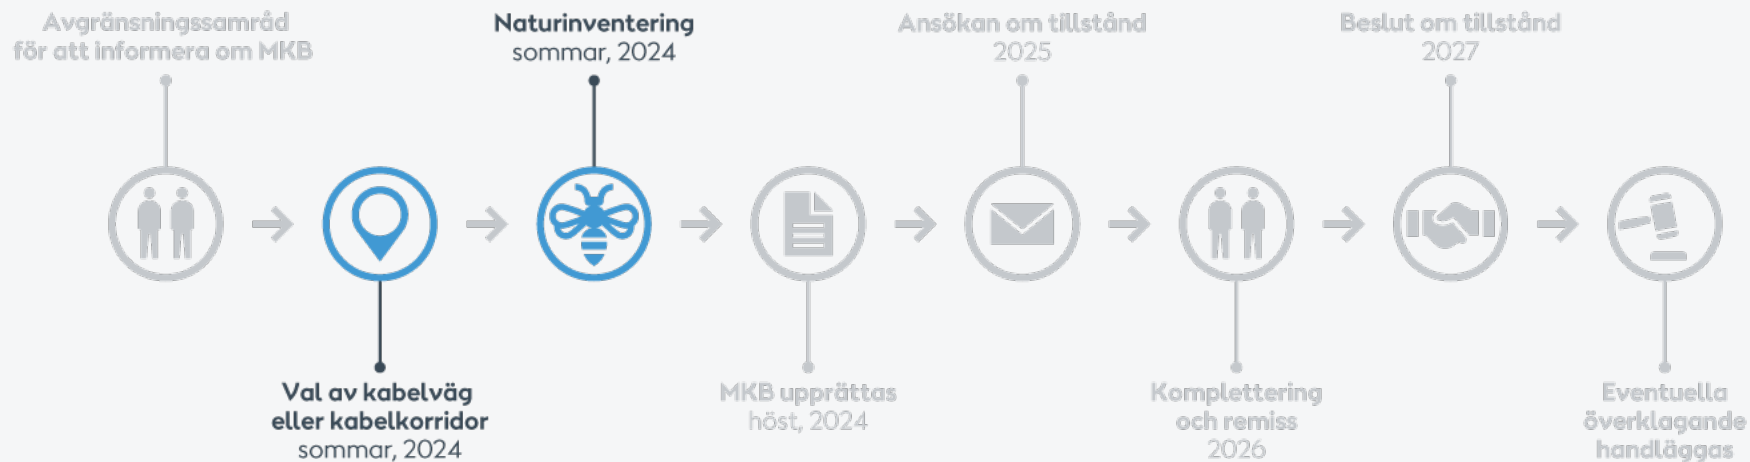 Avgränsningssamråd
för att informera om MKB
Val av kabelväg
eller kabelkorridor
sommar, 2024
Naturinventering
sommar, 2024
MKB upprättas
höst, 2024
Ansökan om tillstånd
2025
Komplettering
och remiss
2026
Beslut om tillstånd
2027
Eventuella
överklagande
handläggas